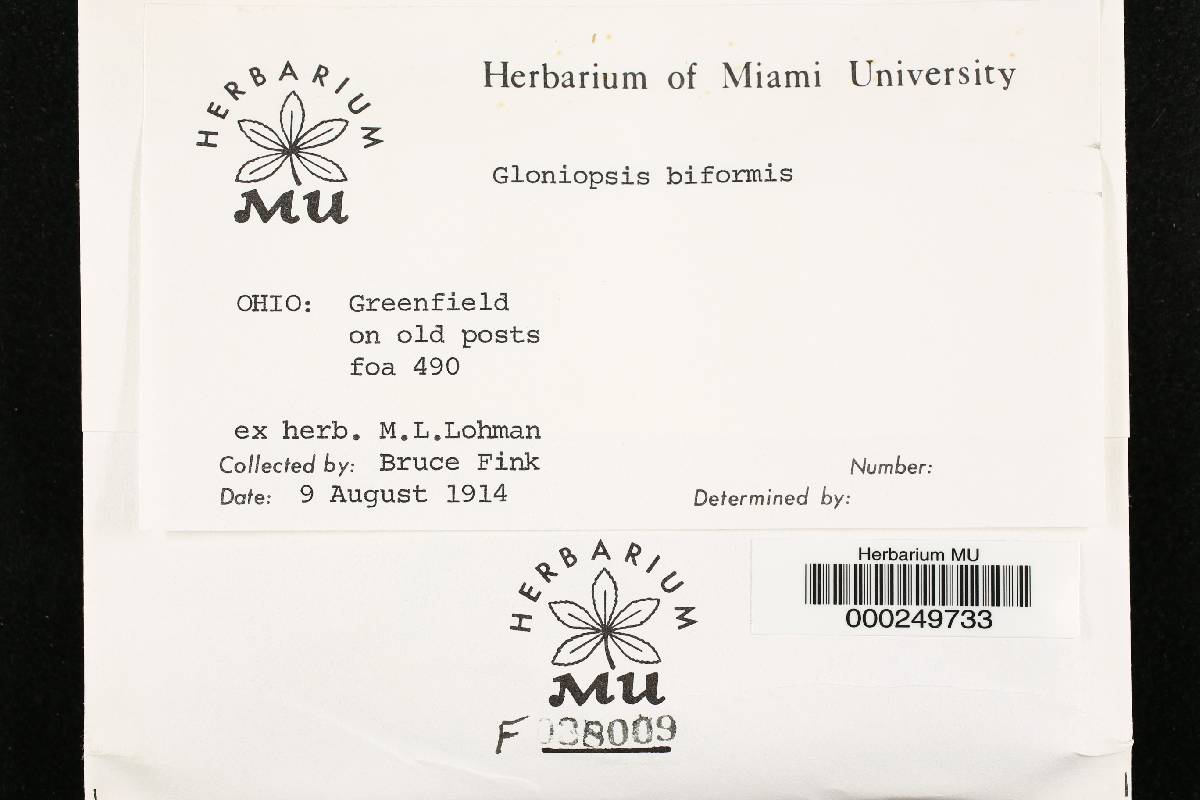 HERBARIUM
MU
Herbarium of Miami University
Gloniopsis biformis
OHIO: Greenfield
on old posts
foa 490
ex herb. M.L.Lohman
Collected by: Bruce Fink
Number:
Date: 9 August 1914
Determined by:
HERBARIUM
MU
F 038009
Herbarium MU
000249733